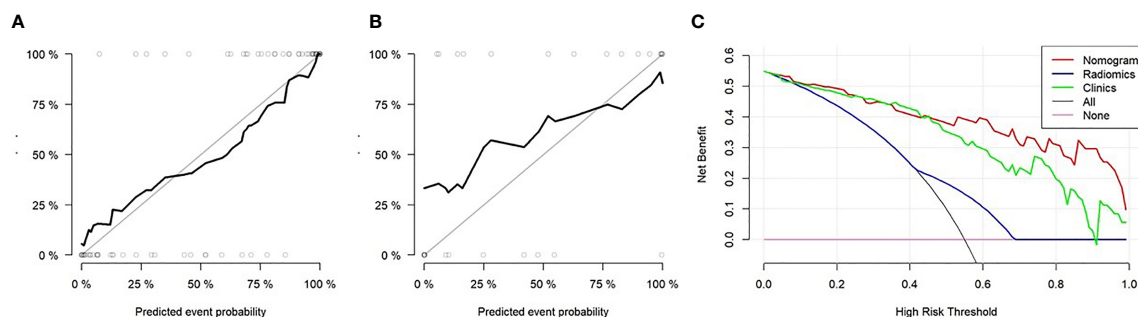 A
B
C
100 %
75 %
50 %
25 %
0 %
0 %
25 %
50 %
75 %
100 %
Predicted event probability
100 %
75 %
50 %
25 %
0 %
0 %
25 %
50 %
75 %
100 %
Predicted event probability
Net Benefit
0.6
0.5
0.4
0.3
0.2
0.1
0.0
0.0
0.2
0.4
0.6
0.8
1.0
High Risk Threshold
Nomogram
Radiomics
Clinics
All
None